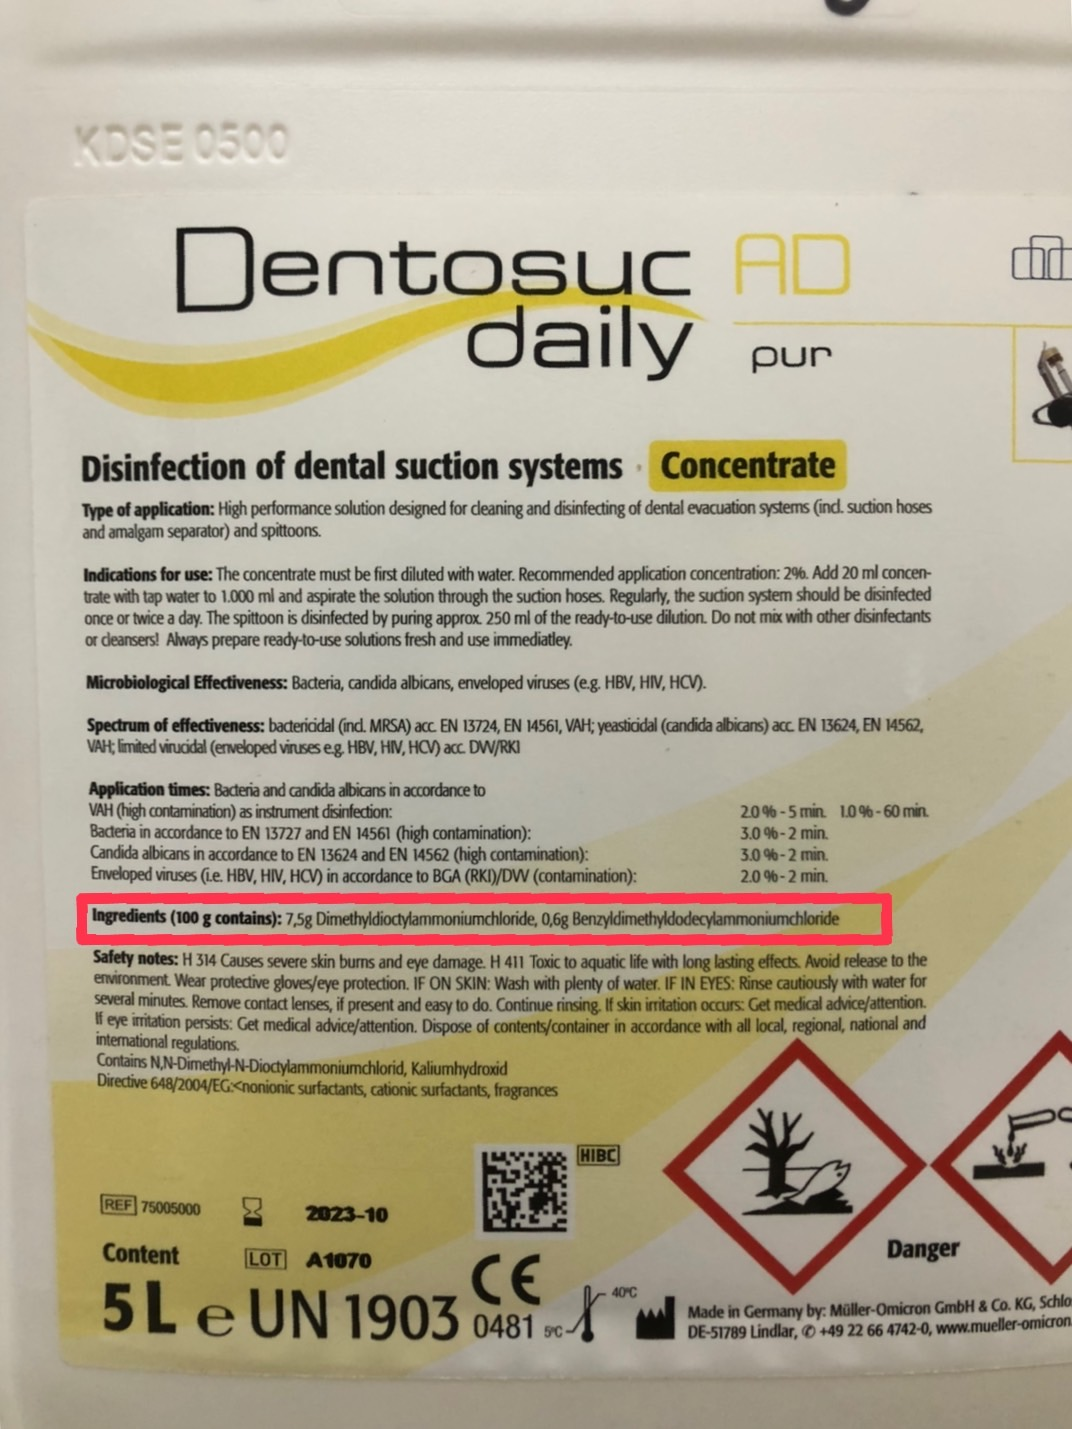 KDSE 0500
Dentosuc AD
daily pur
Disinfection of dental suction systems · Concentrate
Type of application: High performance solution designed for cleaning and disinfecting of dental evacuation systems (incl. suction hoses
and amalgam separator) and spittoons.
Indications for use: The concentrate must be first diluted with water. Recommended application concentration: 2%. Add 20 ml concen-
trate with tap water to 1.000 ml and aspirate the solution through the suction hoses. Regularly, the suction system should be disinfected
once or twice a day. The spittoon is disinfected by puring approx. 250 ml of the ready-to-use dilution. Do not mix with other disinfectants
or cleansers! Always prepare ready-to-use solutions fresh and use immediatley.
Microbiological Effectiveness: Bacteria, candida albicans, enveloped viruses (e.g. HBV, HIV, HCV).
Spectrum of effectiveness: bactericidal (incl. MRSA) acc. EN 13724, EN 14561, VAH; yeasticidal (candida albicans) acc. EN 13624, EN 14562,
VAH; limited virucidal (enveloped viruses e.g. HBV, HIV, HCV) acc. DVV/RKI
Application times: Bacteria and candida albicans in accordance to
VAH (high contamination) as instrument disinfection: 2.0 % - 5 min. 1.0 % - 60 min.
Bacteria in accordance to EN 13727 and EN 14561 (high contamination): 3.0 % - 2 min.
Candida albicans in accordance to EN 13624 and EN 14562 (high contamination): 3.0 % - 2 min.
Enveloped viruses (i.e. HBV, HIV, HCV) in accordance to BGA (RKI)/DVV (contamination): 2.0 % - 2 min.
Ingredients (100 g contains): 7,5g Dimethyldioctylammoniumchloride, 0,6g Benzyldimethyldodecylammoniumchloride
Safety notes: H 314 Causes severe skin burns and eye damage. H 411 Toxic to aquatic life with long lasting effects. Avoid release to the
environment. Wear protective gloves/eye protection. IF ON SKIN: Wash with plenty of water. IF IN EYES: Rinse cautiously with water for
several minutes. Remove contact lenses, if present and easy to do. Continue rinsing. If skin irritation occurs: Get medical advice/attention.
If eye irritation persists: Get medical advice/attention. Dispose of contents/container in accordance with all local, regional, national and
international regulations.
Contains N,N-Dimethyl-N-Dioctylammoniumchlorid, Kaliumhydroxid
Directive 648/2004/EG:<nonionic surfactants, cationic surfactants, fragrances
HIBC
REF 75005000 2023-10
Content LOT A1070
5 L e UN 1903 CE 0481 5°C 40°C
Danger
Made in Germany by: Müller-Omicron GmbH & Co. KG, Schlo
DE-51789 Lindlar, ✆ +49 22 66 4742-0, www.mueller-omicron.